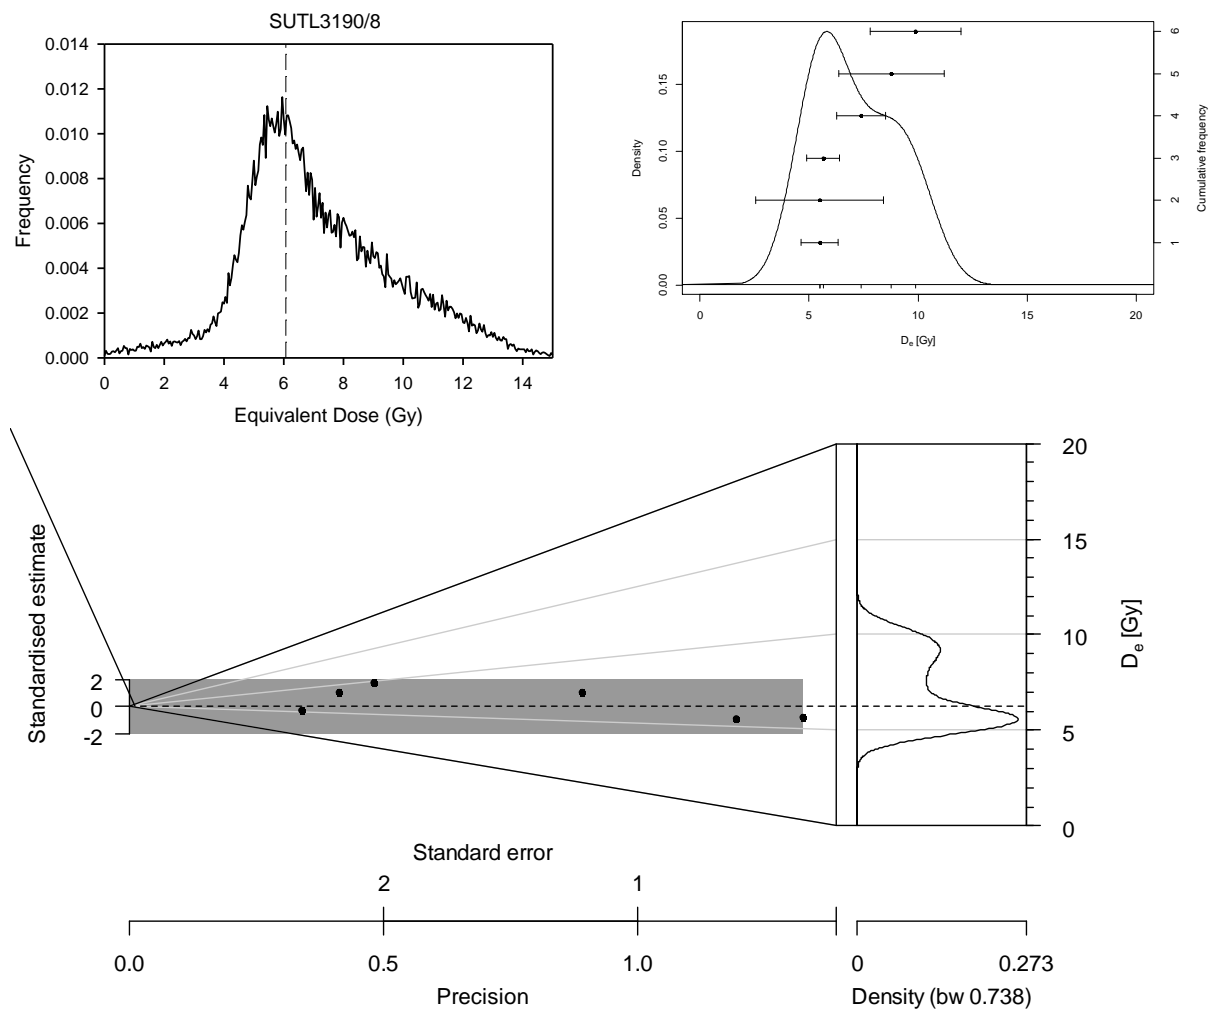 SUTL3190/8
0.014
0.012
0.010
0.008
0.006
0.004
0.002
0.000
Frequency
0 2 4 6 8 10 12 14
Equivalent Dose (Gy)
0.15
0.10
0.05
0.00
Density
6
5
4
3
2
1
Cumulative frequency
0 5 10 15 20
De [Gy]
Standardised estimate
2
0
-2
20
15
10
5
0
De [Gy]
Standard error
2 1
0.0 0.5 1.0
Precision
0 0.273
Density (bw 0.738)